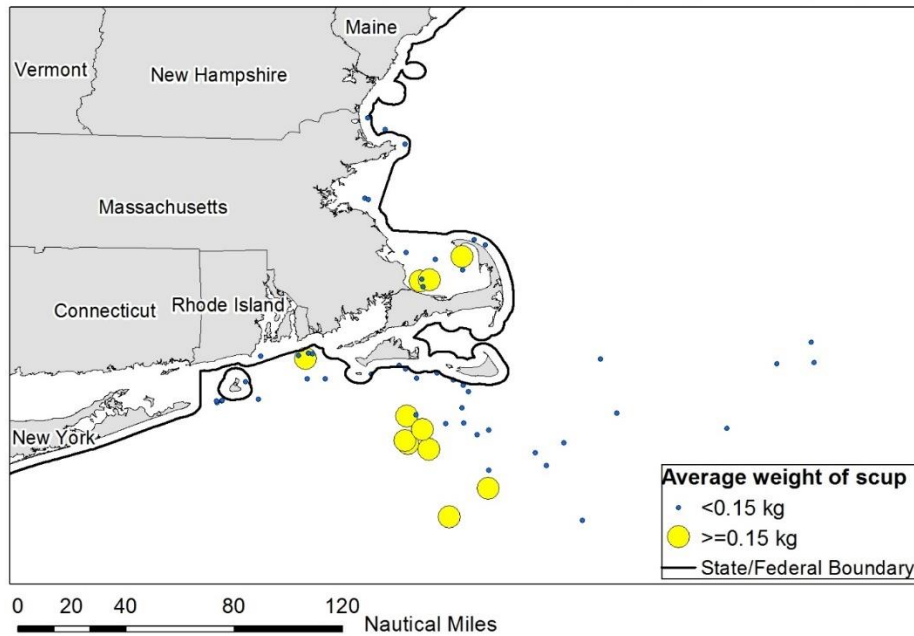 Maine
Vermont
New Hampshire
Massachusetts
Connecticut
Rhode Island
New York
Average weight of scup
<0.15 kg
>=0.15 kg
State/Federal Boundary
0 20 40 80 120
Nautical Miles